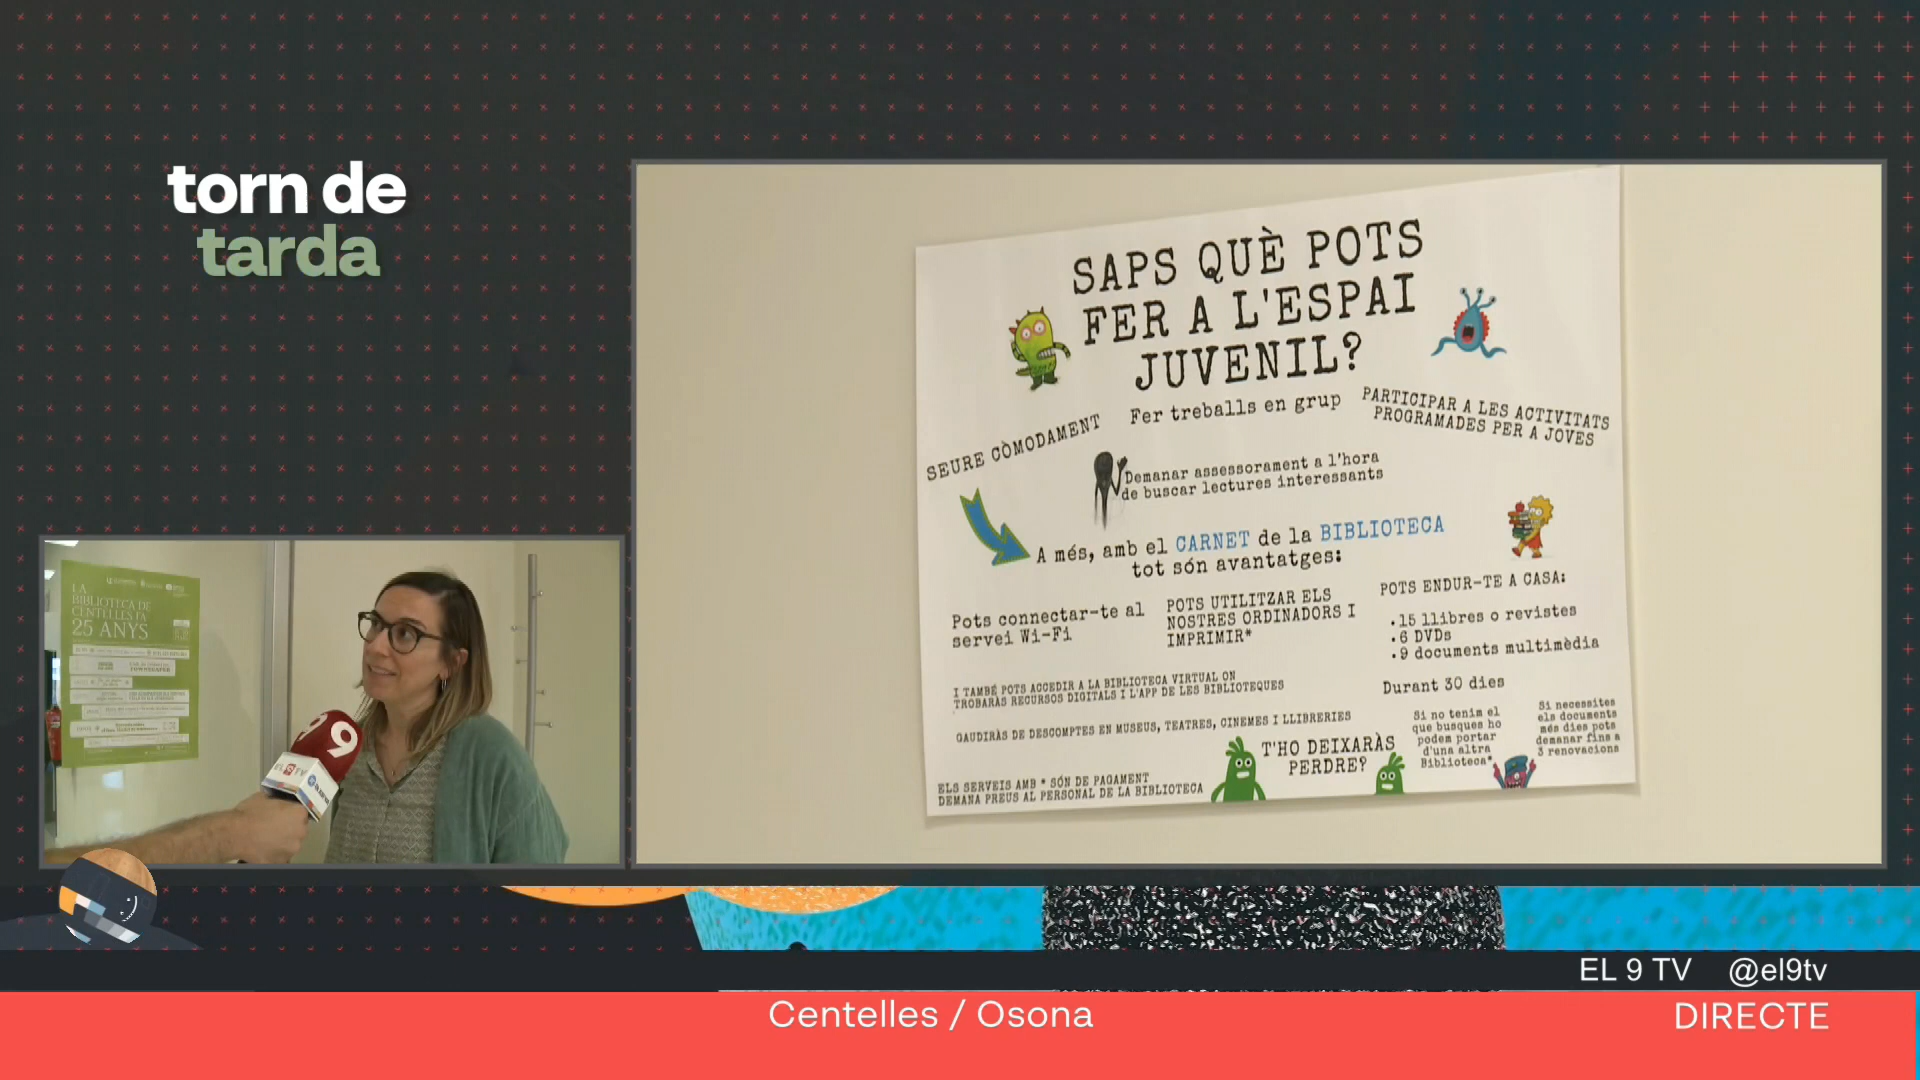 torn de
tarda
SAPS QUÈ POTS
FER A L'ESPAI
JUVENIL?
SEURE CÒMODAMENT
Fer treballs en grup
PARTICIPAR A LES ACTIVITATS
PROGRAMADES PER A JOVES
Demanar assessorament a l'hora
de buscar lectures interessants
A més, amb el CARNET de la BIBLIOTECA
tot són avantatges:
Pots connectar-te al
servei Wi-Fi
POTS UTILITZAR ELS
NOSTRES ORDINADORS I
IMPRIMIR*
POTS ENDUR-TE A CASA:
•15 llibres o revistes
•6 DVDs
•9 documents multimèdia
Durant 30 dies
I TAMBÉ POTS ACCEDIR A LA BIBLIOTECA VIRTUAL ON
TROBARÀS RECURSOS DIGITALS I L'APP DE LES BIBLIOTEQUES
GAUDIRÀS DE DESCOMPTES EN MUSEUS, TEATRES, CINEMES I LLIBRERIES
Si no tenim el
que busques ho
podem portar
d'una altra
Biblioteca*
Si necessites
els documents
més dies pots
demanar fins a
3 renovacions
T'HO DEIXARÀS
PERDRE?
ELS SERVEIS AMB * SÓN DE PAGAMENT
DEMANA PREUS AL PERSONAL DE LA BIBLIOTECA
LA
BIBLIOTECA DE
CENTELLES FA
25 ANYS
9
EL 9 TV
EL 9 TV @el9tv
Centelles / Osona
DIRECTE